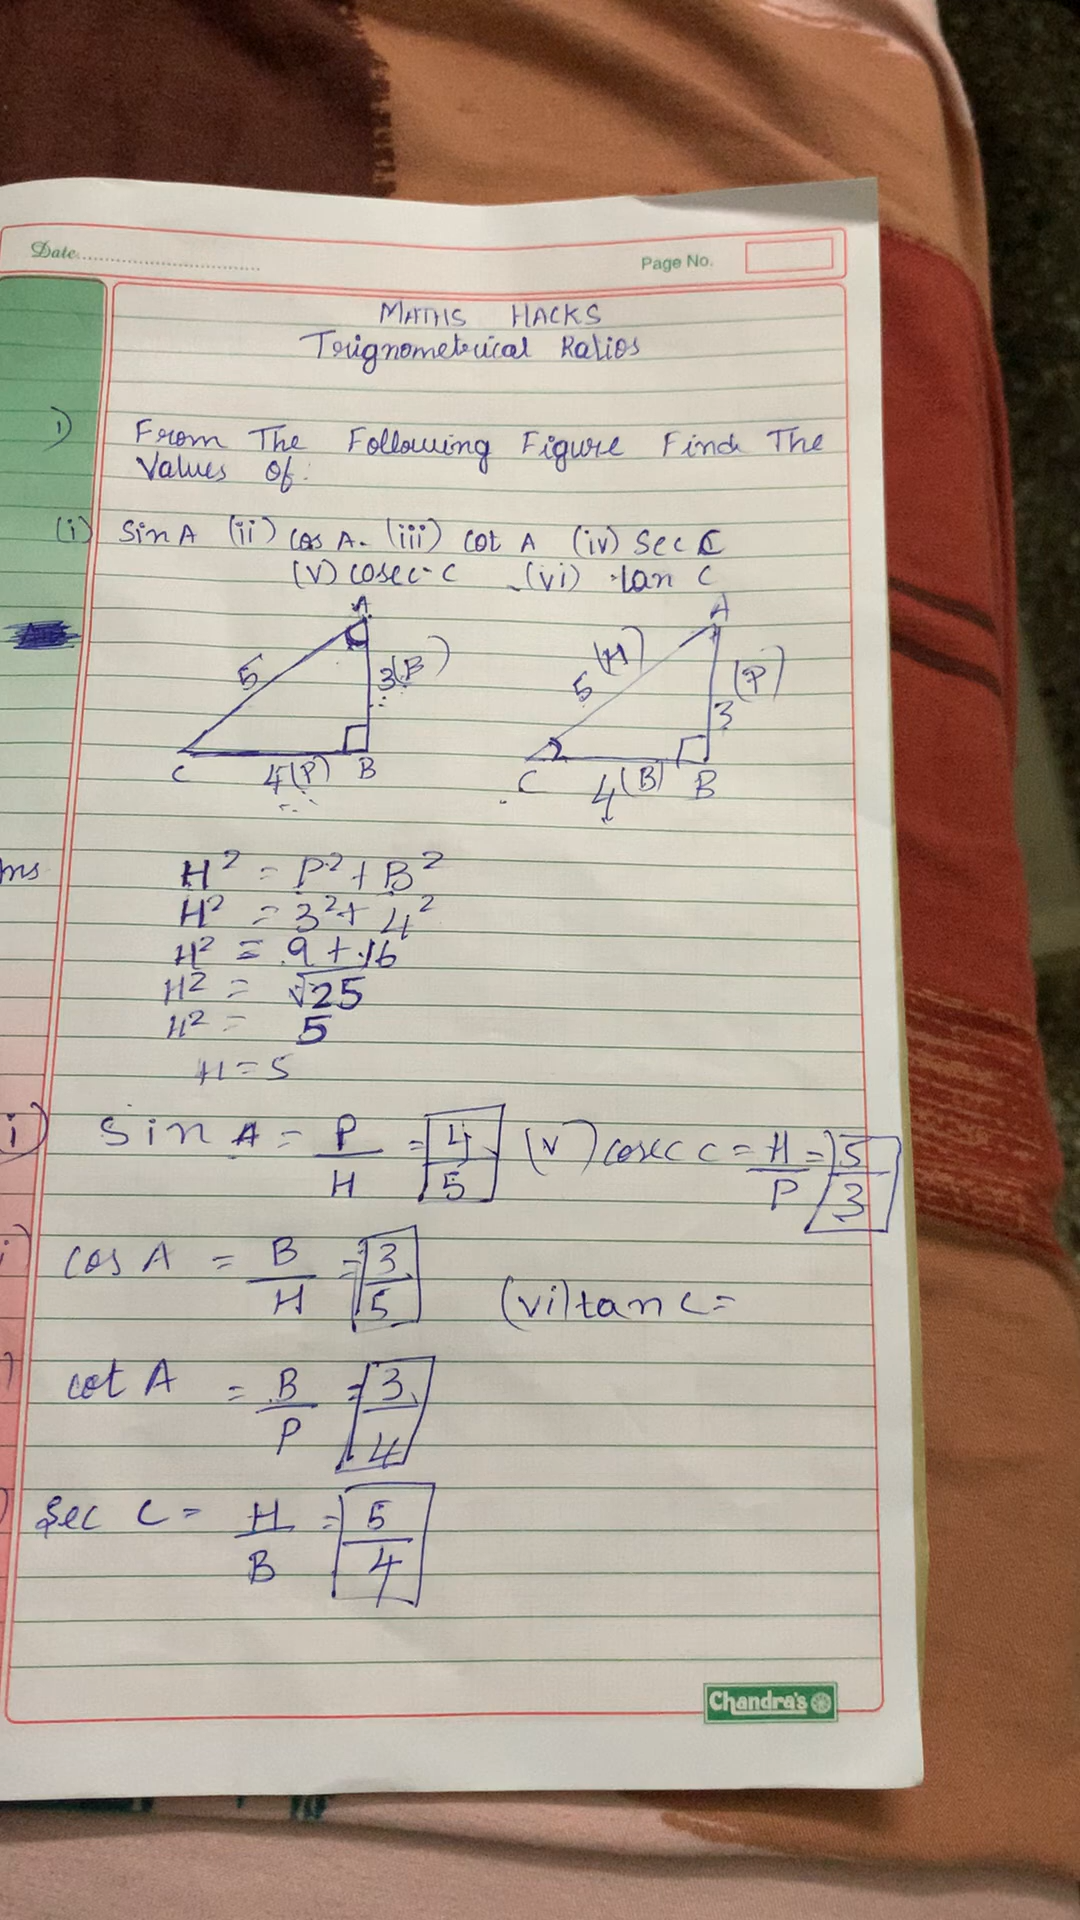 Date
Page No.
MATHS HACKS
Trignometrical Ratios
1) From The Following Figure Find The
Values of:
(i) Sin A (ii) cos A. (iii) cot A (iv) Sec C
(v) cosec C (vi) tan C
A A
5 3(B) (H) 5 (P) 3
C 4(P) B C 4(B) B
Ans H² = P² + B²
H² = 3² + 4²
H² = 9 + 16
H² = √25
H² = 5
H = 5
i) Sin A = P/H = 4/5 (v) cosec C = H/P = 5/3
cos A = B/H = 3/5 (vi) tan C =
cot A = B/P = 3/4
Sec C = H/B = 5/4
Chandra's